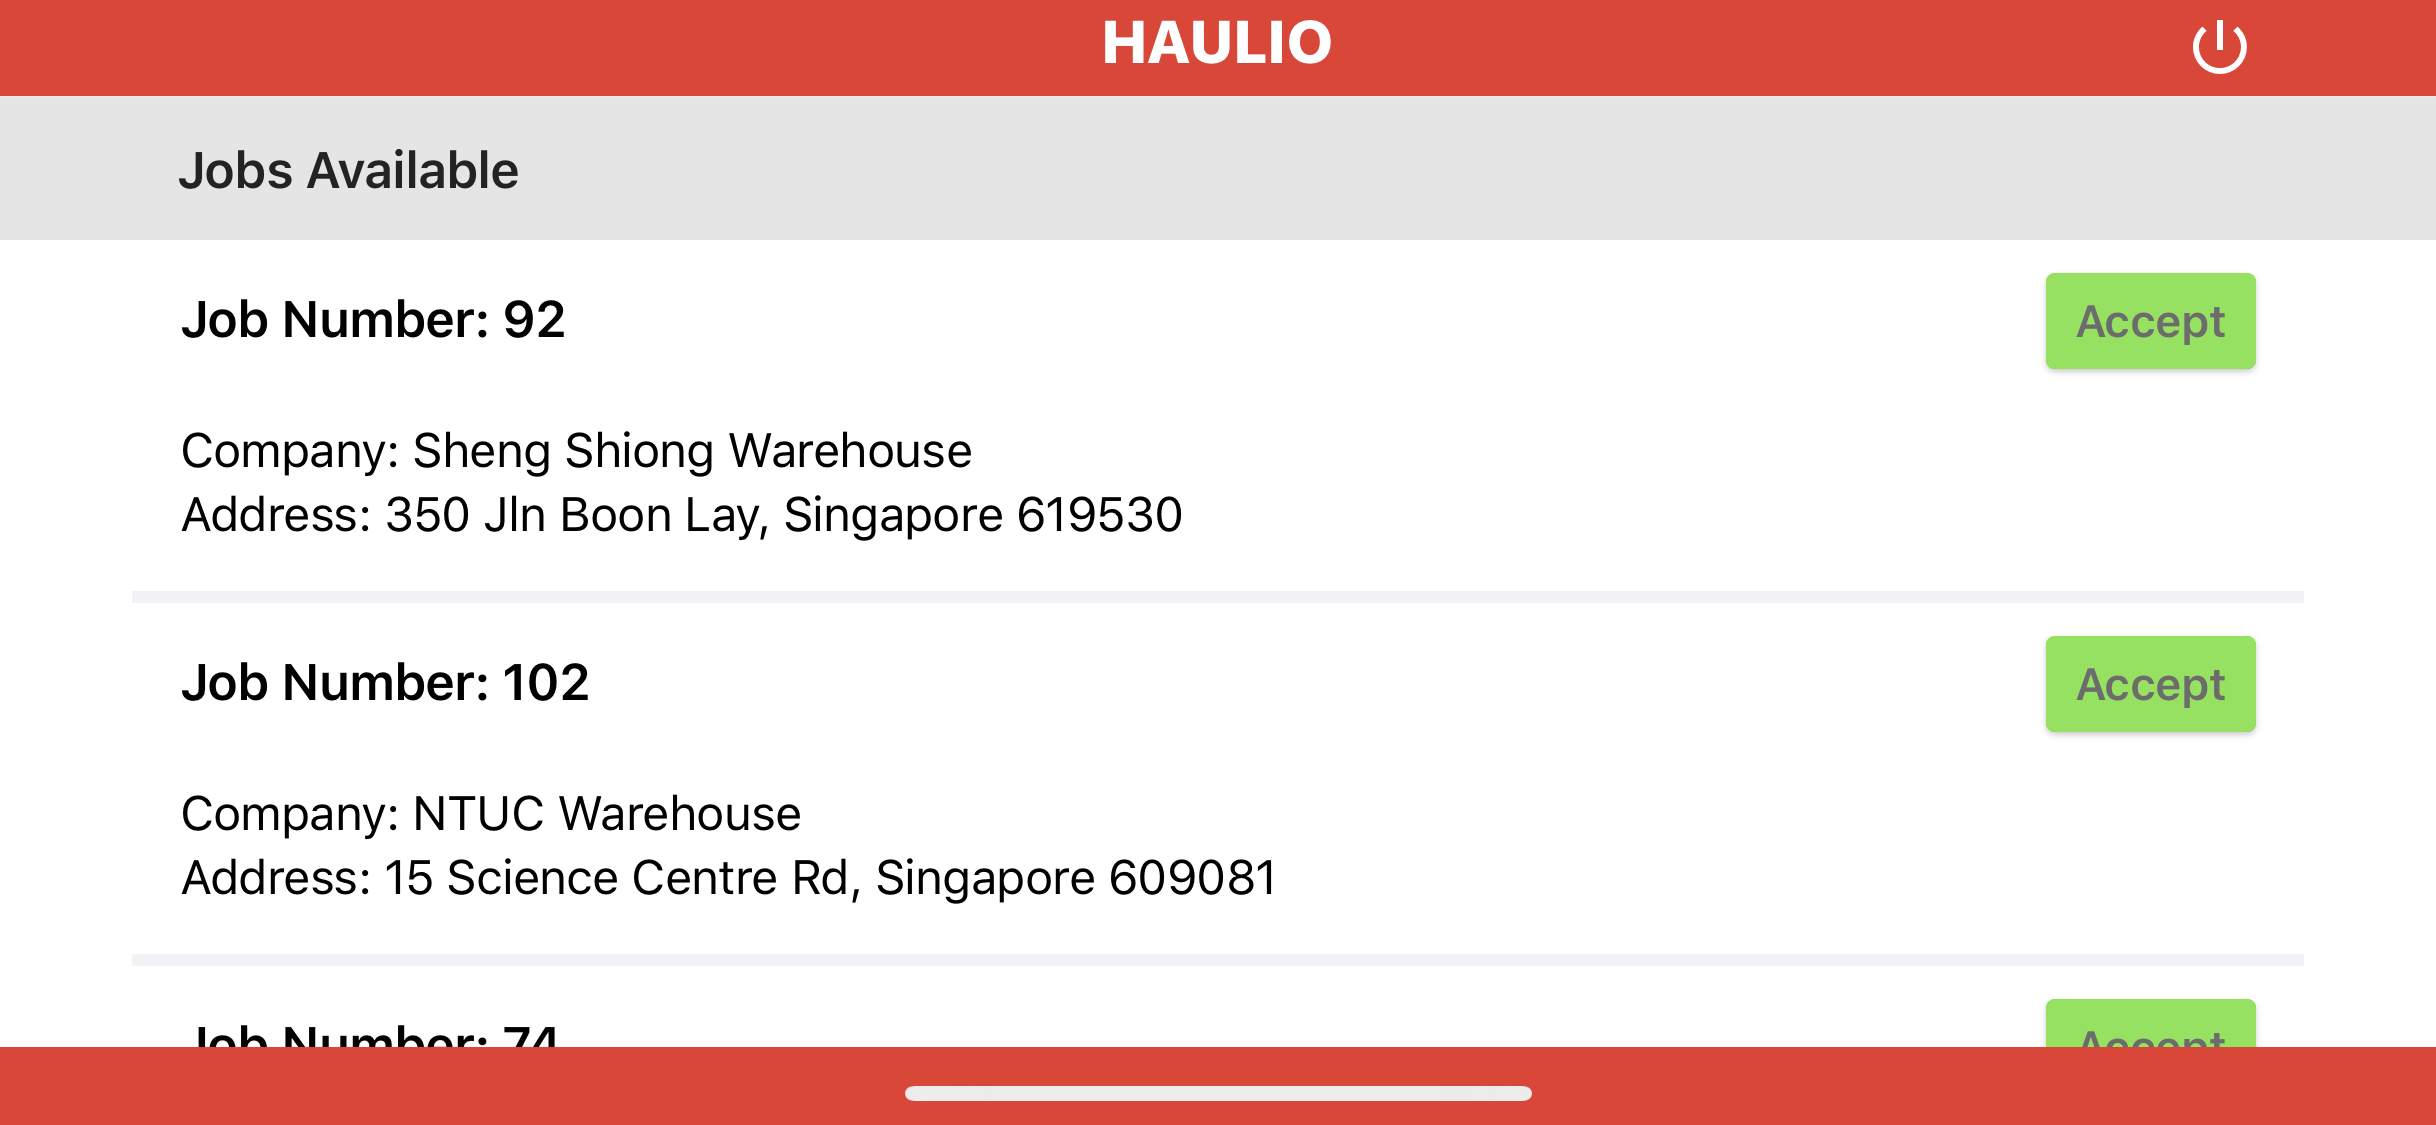 HAULIO
Jobs Available
Job Number: 92
Accept
Company: Sheng Shiong Warehouse
Address: 350 Jln Boon Lay, Singapore 619530
Job Number: 102
Accept
Company: NTUC Warehouse
Address: 15 Science Centre Rd, Singapore 609081
Job Number: 74
Accept